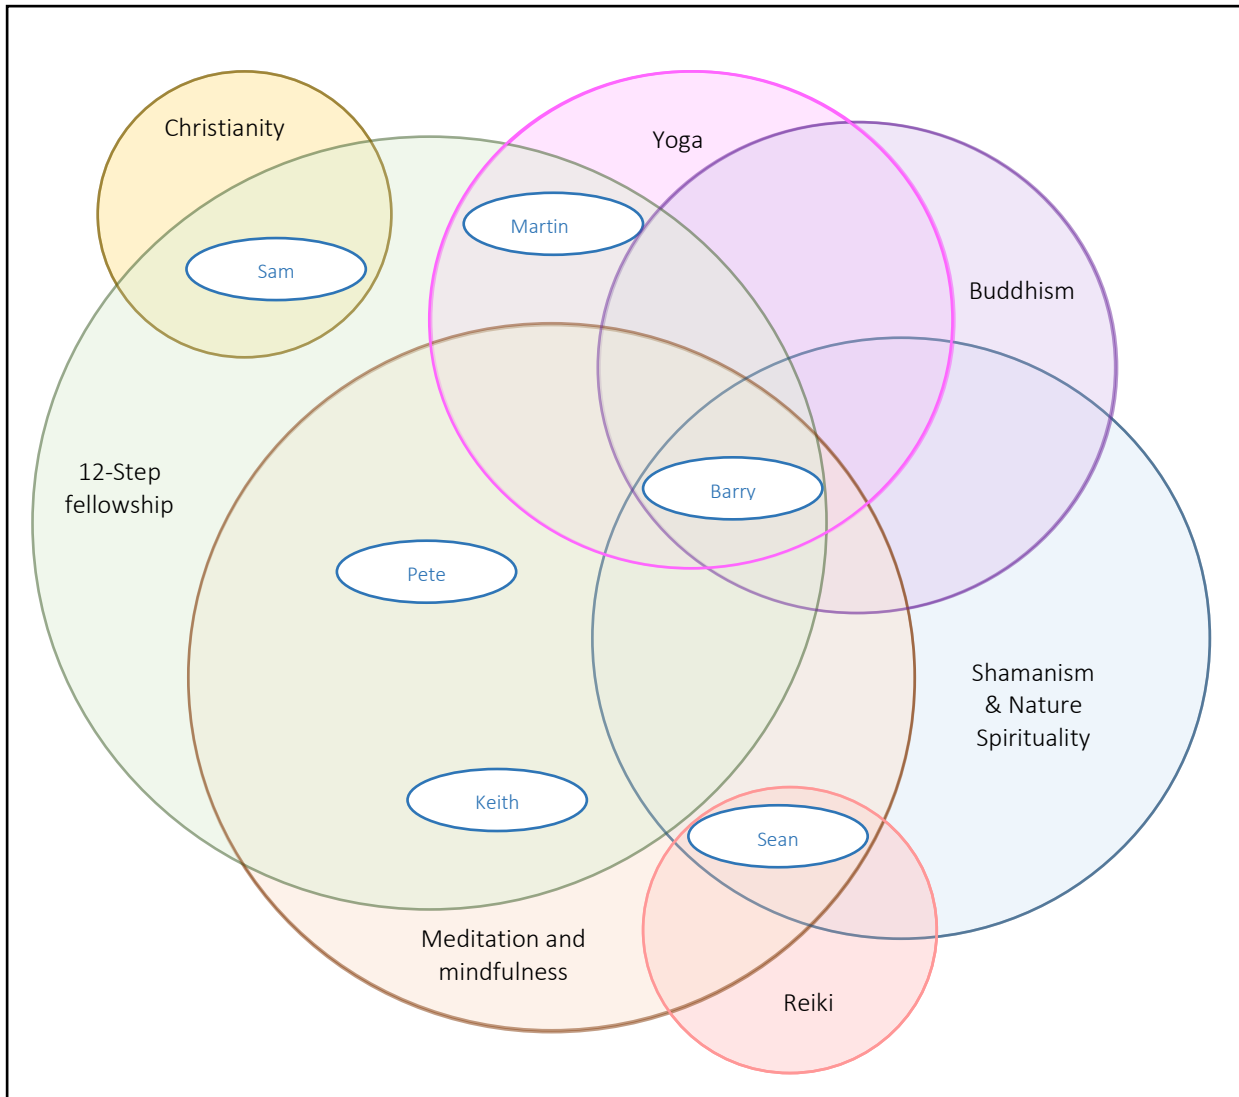 Christianity
Yoga
Martin
Sam
Buddhism
12-Step
fellowship
Barry
Pete
Shamanism
& Nature
Spirituality
Keith
Sean
Meditation and
mindfulness
Reiki